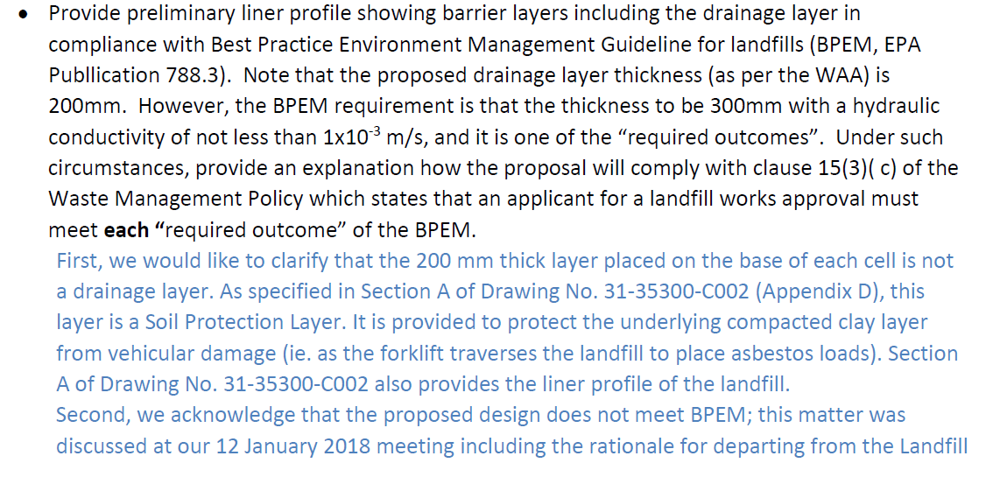 • Provide preliminary liner profile showing barrier layers including the drainage layer in
compliance with Best Practice Environment Management Guideline for landfills (BPEM, EPA
Publlication 788.3). Note that the proposed drainage layer thickness (as per the WAA) is
200mm. However, the BPEM requirement is that the thickness to be 300mm with a hydraulic
conductivity of not less than 1x10⁻³ m/s, and it is one of the “required outcomes”. Under such
circumstances, provide an explanation how the proposal will comply with clause 15(3)( c) of the
Waste Management Policy which states that an applicant for a landfill works approval must
meet each “required outcome” of the BPEM.
First, we would like to clarify that the 200 mm thick layer placed on the base of each cell is not
a drainage layer. As specified in Section A of Drawing No. 31-35300-C002 (Appendix D), this
layer is a Soil Protection Layer. It is provided to protect the underlying compacted clay layer
from vehicular damage (ie. as the forklift traverses the landfill to place asbestos loads). Section
A of Drawing No. 31-35300-C002 also provides the liner profile of the landfill.
Second, we acknowledge that the proposed design does not meet BPEM; this matter was
discussed at our 12 January 2018 meeting including the rationale for departing from the Landfill